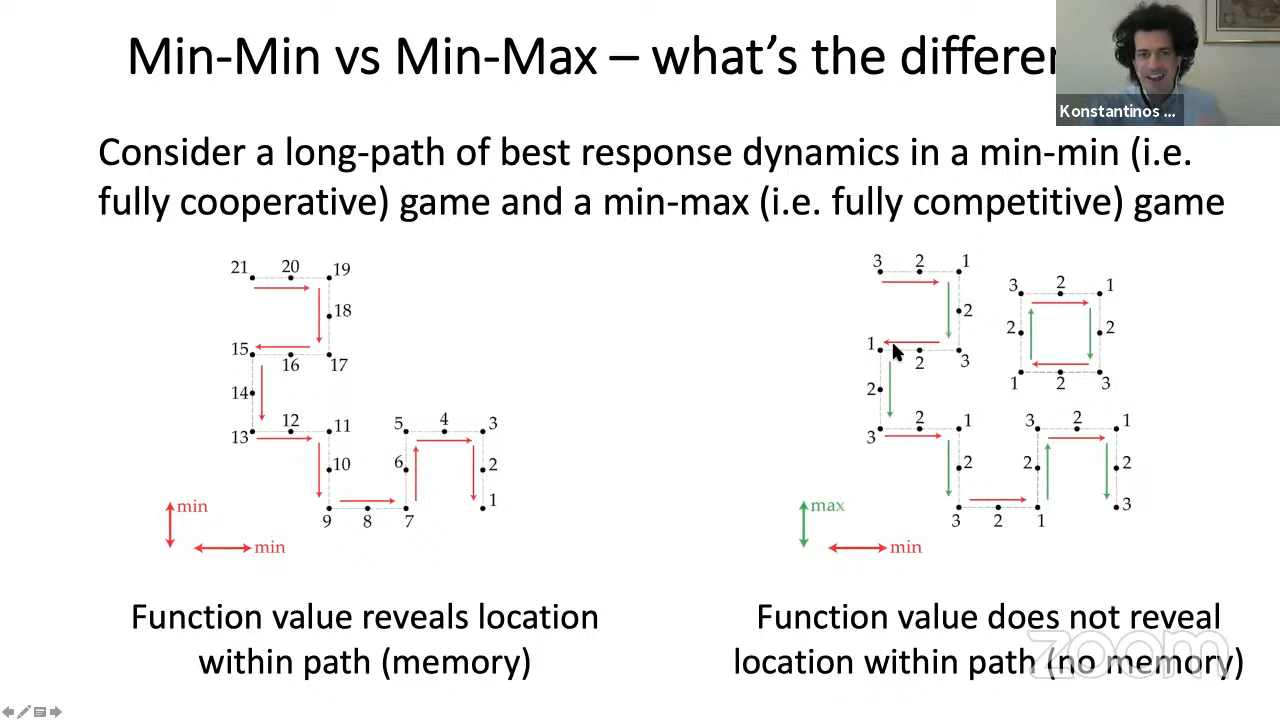 Min-Min vs Min-Max – what's the differen
Konstantinos ...
Consider a long-path of best response dynamics in a min-min (i.e.
fully cooperative) game and a min-max (i.e. fully competitive) game
21 20 19
18
15 16 17
14
13 12 11
10
9 8 7
6
5 4 3
2
1
min
min
3 2 1
2
1 2 3
2
3 2 1
2
3 2 1
2
3 2 1
2
3
3 2 1
2 2
1 2 3
max
min
Function value reveals location
within path (memory)
Function value does not reveal
location within path (no memory)
zoom